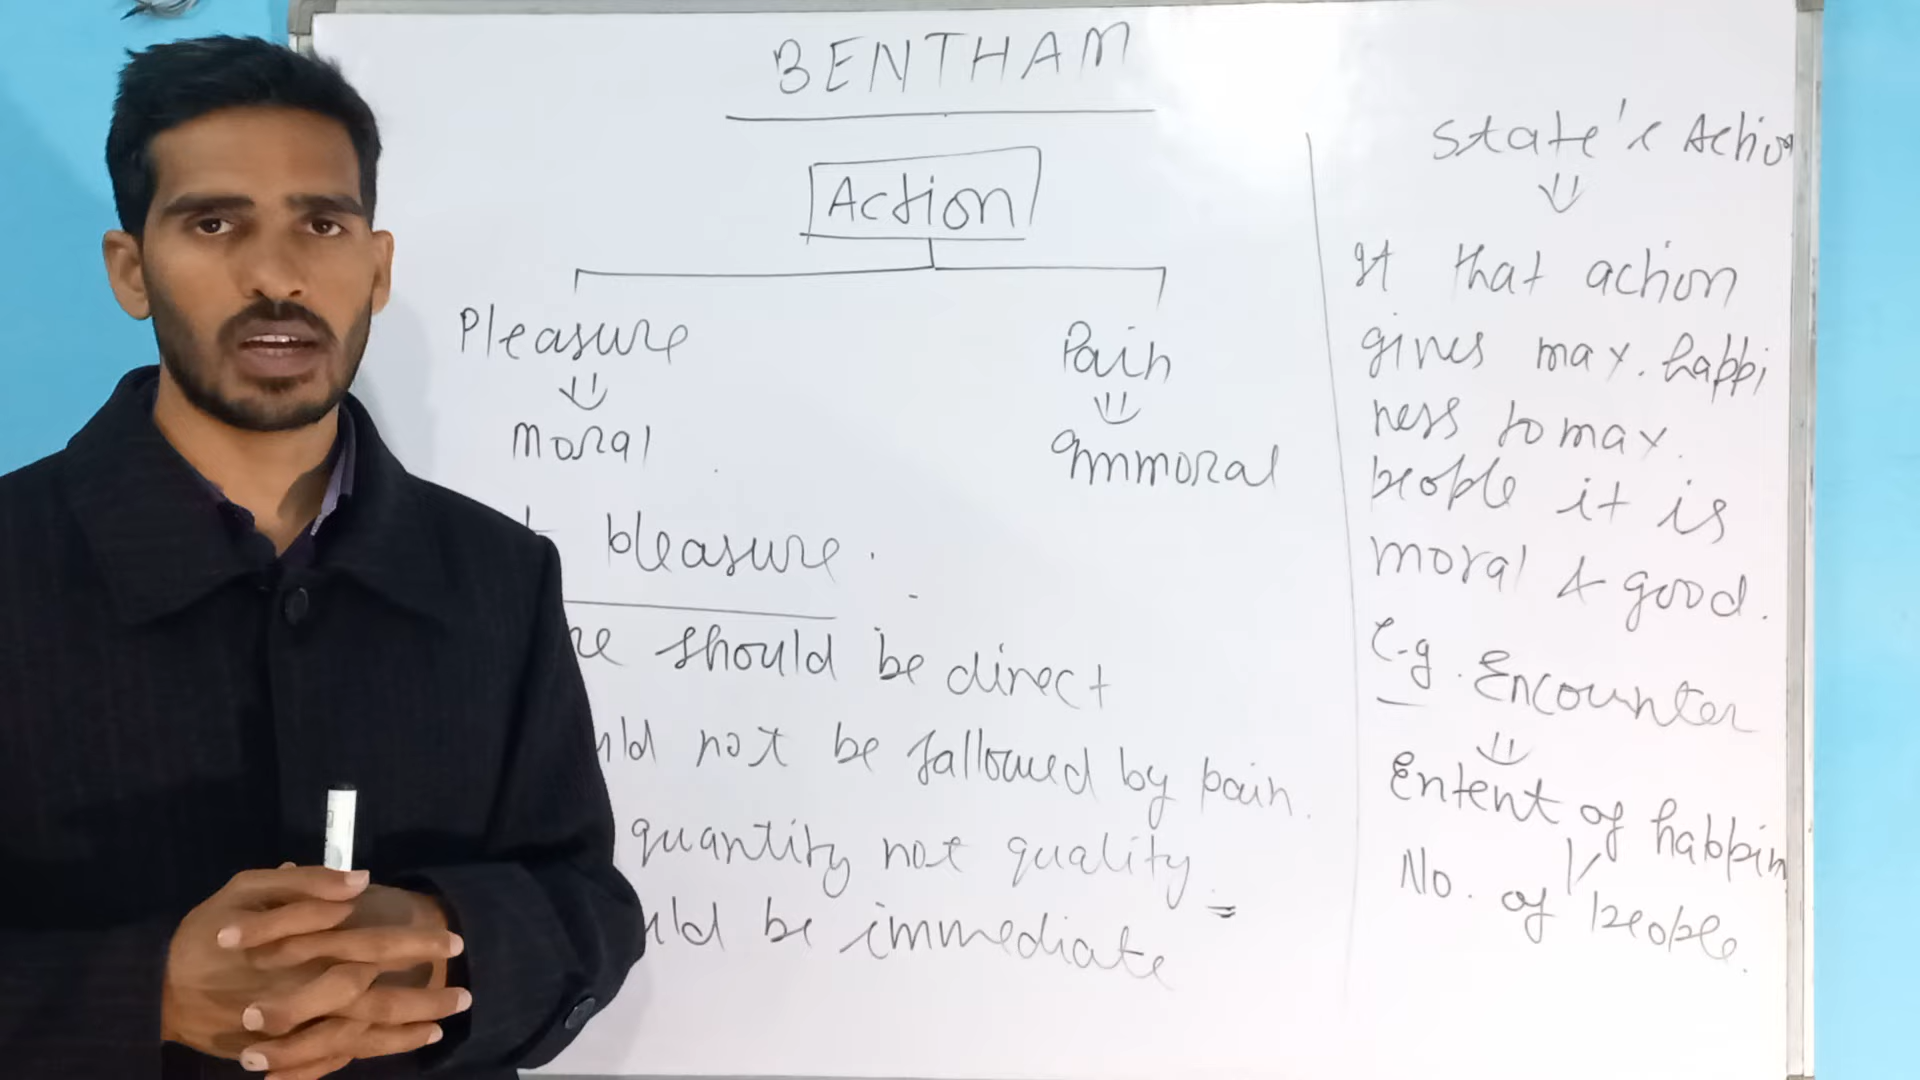 BENTHAM
Action
Pleasure
Pain
Moral
Immoral
pleasure.
should be direct
not be fallowed by pain.
quantity not quality
be immediate
State's Action
If that action
gives max. happi
ness to max.
people it is
moral & good.
E.g. Encounter
Extent of happin
No. of people.